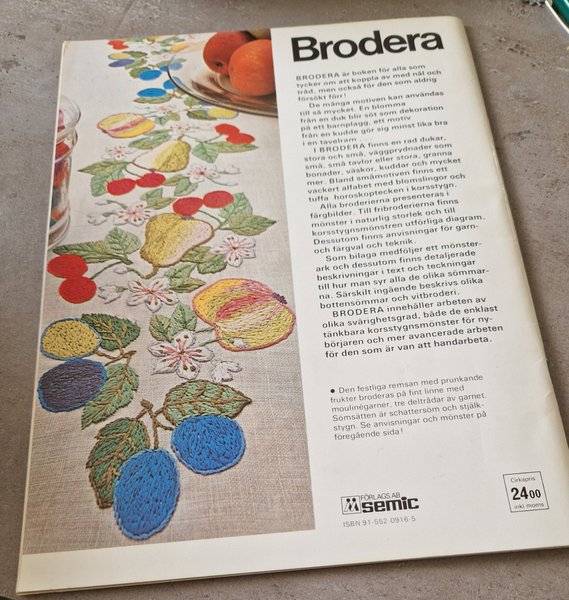 Brodera
BRODERA är boken för alla som
tycker om att koppla av med nål och
tråd, men också för den som aldrig
försökt förr!
De många motiven kan användas
till så mycket. En blomma
från en duk blir söt som dekoration
på ett barnplagg, ett motiv
från en kudde gör sig minst lika bra
i en tavelram . . .
I BRODERA finns en rad dukar,
stora och små, väggprydnader som
små, små tavlor eller stora, granna
bonader, väskor, kuddar och mycket
mer. Bland småmotiven finns ett
vackert alfabet med blomslingor och
tuffa horoskoptecken i korsstygn.
Alla broderierna presenteras i
färgbilder. Till fribroderierna finns
mönster i naturlig storlek och till
korsstygnsmönstren utförliga diagram.
Dessutom finns anvisningar för garn-
och färgval och teknik.
Som bilaga medföljer ett mönster-
ark och dessutom finns detaljerade
beskrivningar i text och teckningar
till hur man syr alla de olika sömmar-
na. Särskilt ingående beskrivs olika
bottensömmar och vitbroderi.
BRODERA innehåller arbeten av
olika svårighetsgrad, både de enklast
tänkbara korsstygnsmönster för ny-
börjaren och mer avancerade arbeten
för den som är van att handarbeta.
● Den festliga remsan med prunkande
frukter broderas på fint linne med
moulinégarner, tre deltrådar av garnet.
Sömsätten är schattersöm och stjälk-
stygn. Se anvisningar och mönster på
föregående sida!
FÖRLAGS AB
semic
ISBN 91-552-0916-5
Cirkapris
24 00
inkl moms